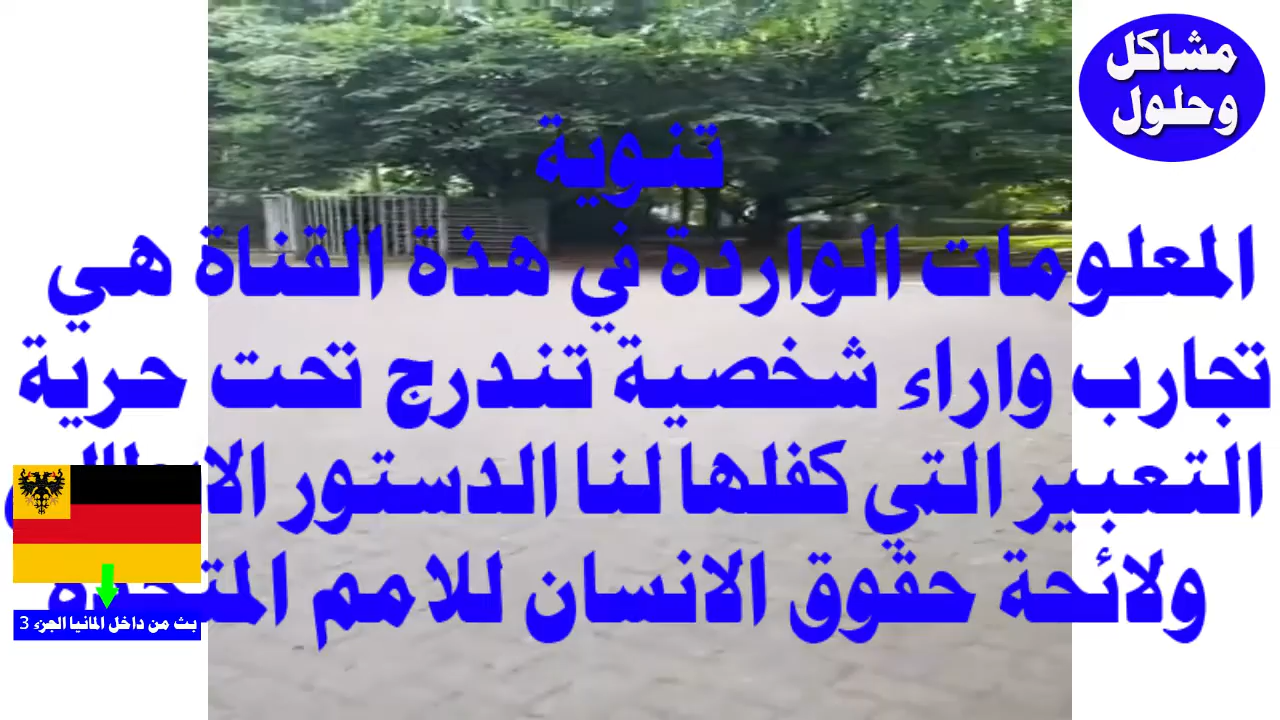 مشاكل
وحلول
تنوية
المعلومات الواردة في هذة القناة هي
تجارب واراء شخصية تندرج تحت حرية
التعبير التي كفلها لنا الدستور
ولائحة حقوق الانسان للامم المتحدة
بث من داخل المانيا الجزء 3